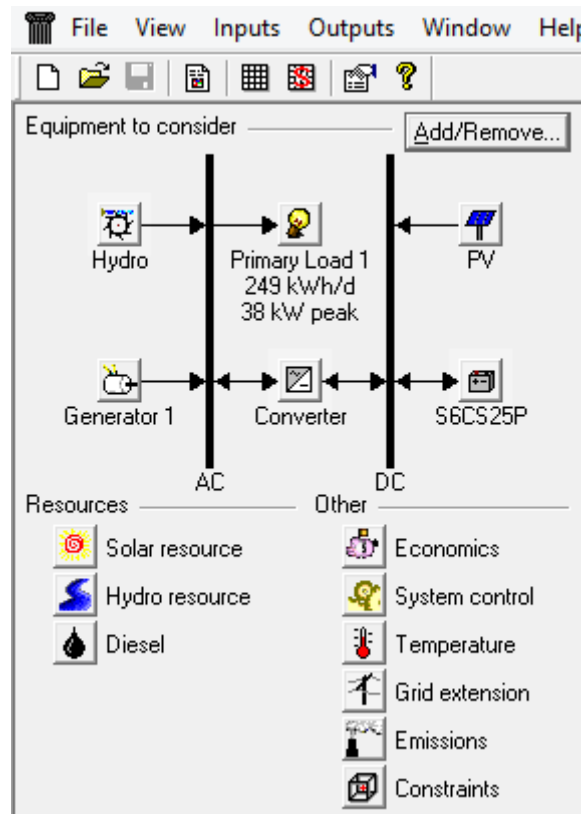 File View Inputs Outputs Window Help
Equipment to consider Add/Remove...
Hydro
Primary Load 1
249 kWh/d
38 kW peak
PV
Generator 1 Converter S6CS25P
AC DC
Resources Other
Solar resource Economics
Hydro resource System control
Diesel Temperature
Grid extension
Emissions
Constraints